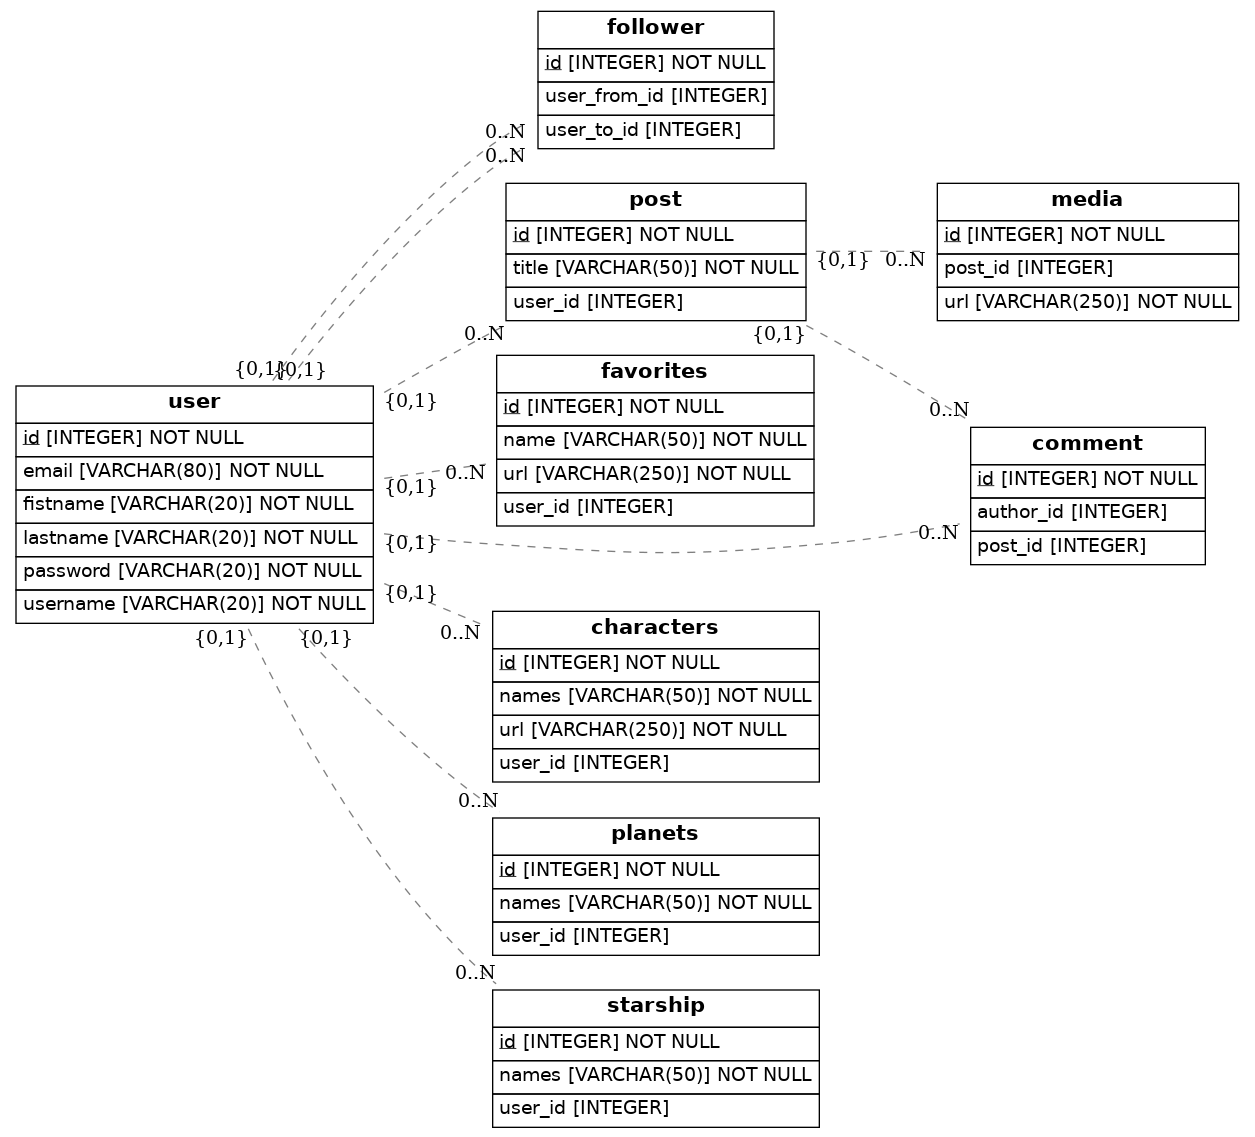 follower
id [INTEGER] NOT NULL
user_from_id [INTEGER]
user_to_id [INTEGER]
0..N
0..N
{0,1}
{0,1}
post
id [INTEGER] NOT NULL
title [VARCHAR(50)] NOT NULL
user_id [INTEGER]
{0,1}
0..N
media
id [INTEGER] NOT NULL
post_id [INTEGER]
url [VARCHAR(250)] NOT NULL
0..N
{0,1}
{0,1}
0..N
user
id [INTEGER] NOT NULL
email [VARCHAR(80)] NOT NULL
fistname [VARCHAR(20)] NOT NULL
lastname [VARCHAR(20)] NOT NULL
password [VARCHAR(20)] NOT NULL
username [VARCHAR(20)] NOT NULL
favorites
id [INTEGER] NOT NULL
name [VARCHAR(50)] NOT NULL
url [VARCHAR(250)] NOT NULL
user_id [INTEGER]
0..N
{0,1}
{0,1}
0..N
comment
id [INTEGER] NOT NULL
author_id [INTEGER]
post_id [INTEGER]
{0,1}
0..N
characters
id [INTEGER] NOT NULL
names [VARCHAR(50)] NOT NULL
url [VARCHAR(250)] NOT NULL
user_id [INTEGER]
{0,1}
{0,1}
0..N
planets
id [INTEGER] NOT NULL
names [VARCHAR(50)] NOT NULL
user_id [INTEGER]
0..N
starship
id [INTEGER] NOT NULL
names [VARCHAR(50)] NOT NULL
user_id [INTEGER]